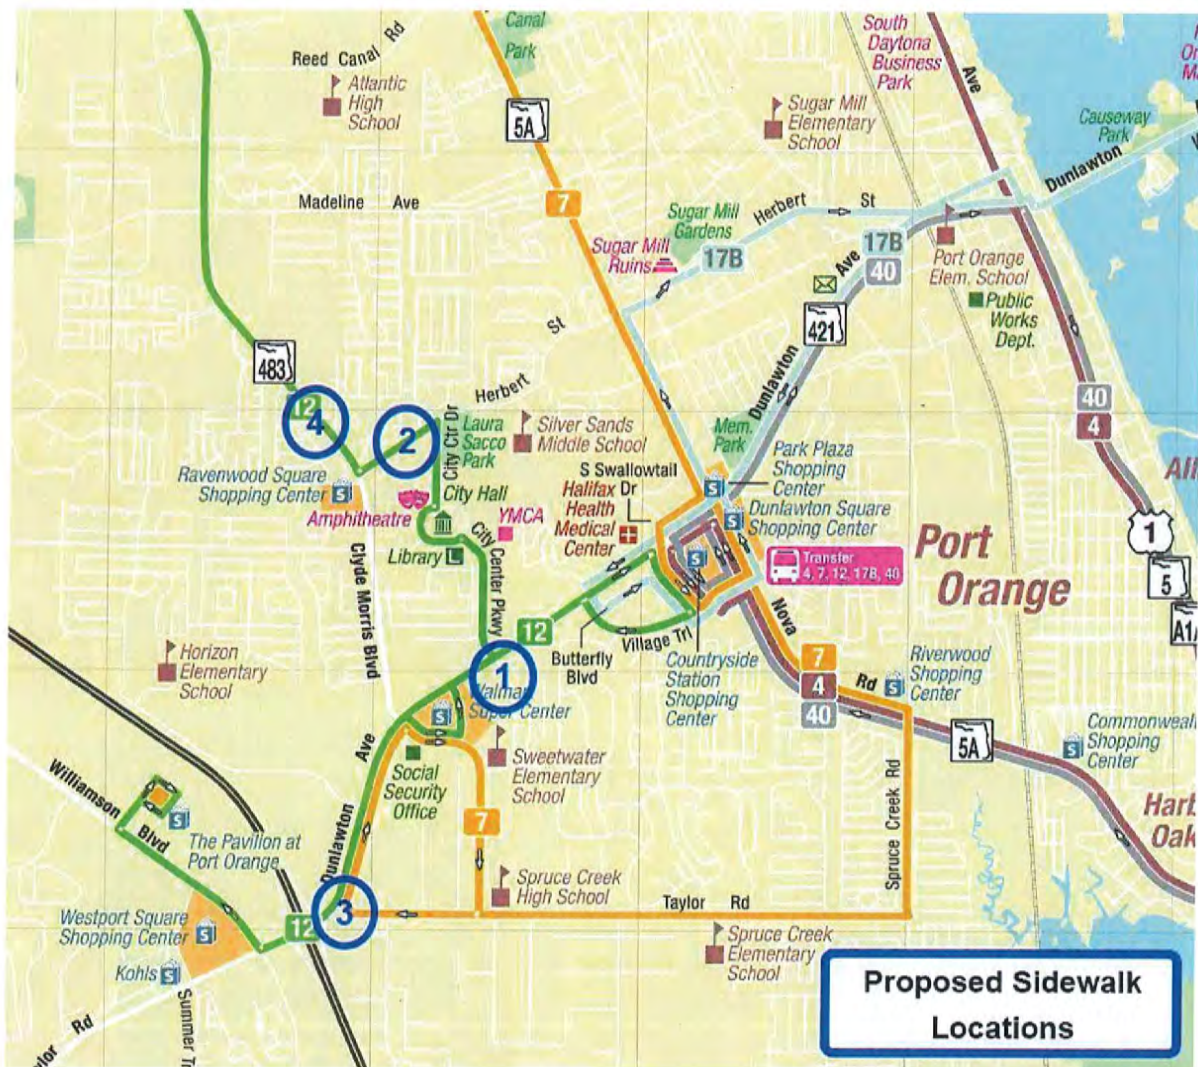 Canal
Park
South
Daytona
Business
Park
Ave
Reed Canal Rd
Atlantic
High
School
5A
Sugar Mill
Elementary
School
Causeway
Park
Dunlawton
Madeline Ave
7
Sugar Mill
Gardens
Herbert St
Sugar Mill
Ruins
17B
17B
Ave
40
Port Orange
Elem. School
Public
Works
Dept.
421
St
Dunlawton
483
12
4
2
Herbert
City Ctr Dr
Laura
Sacco
Park
Silver Sands
Middle School
Mem.
Park
40
4
Park Plaza
Shopping
Center
Ravenwood Square
Shopping Center
S Swallowtail
Dr
City Hall
Halifax
Health
Medical
Center
Amphitheatre
YMCA
Dunlawton Square
Shopping Center
Library
City Center Pkwy
Port
Orange
1
5
Transfer
4, 7, 12, 17B, 40
Clyde Morris Blvd
Nova
12
Village Trl
Butterfly
Blvd
Countryside
Station
Shopping
Center
Horizon
Elementary
School
1
7
4
40
Rd
Riverwood
Shopping
Center
5A
Shopping
Center
Ave
Sweetwater
Elementary
School
Social
Security
Office
Spruce Creek Rd
Williamson
Blvd
Dunlawton
7
The Pavilion at
Port Orange
Spruce Creek
High School
Taylor Rd
Westport Square
Shopping Center
12
3
Spruce Creek
Elementary
School
Kohls
Summer
Rd
Proposed Sidewalk
Locations